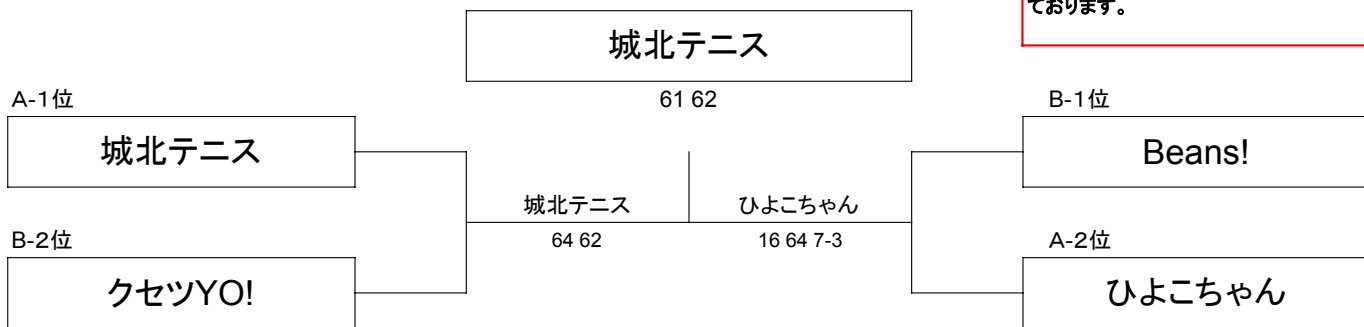 ております。
城北テニス
61 62
A-1位
B-1位
城北テニス
Beans!
城北テニス
ひよこちゃん
64 62
16 64 7-3
B-2位
A-2位
クセツYO!
ひよこちゃん